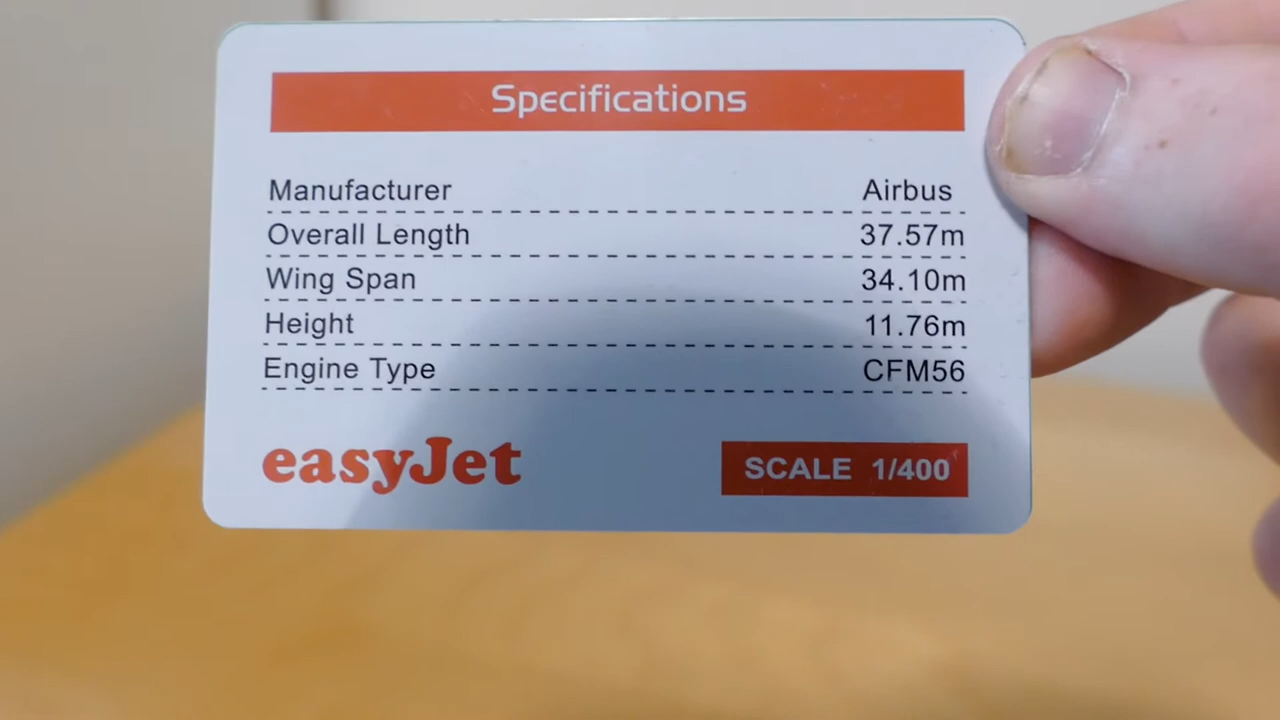 Specifications
Manufacturer Airbus
Overall Length 37.57m
Wing Span 34.10m
Height 11.76m
Engine Type CFM56
easyJet SCALE 1/400